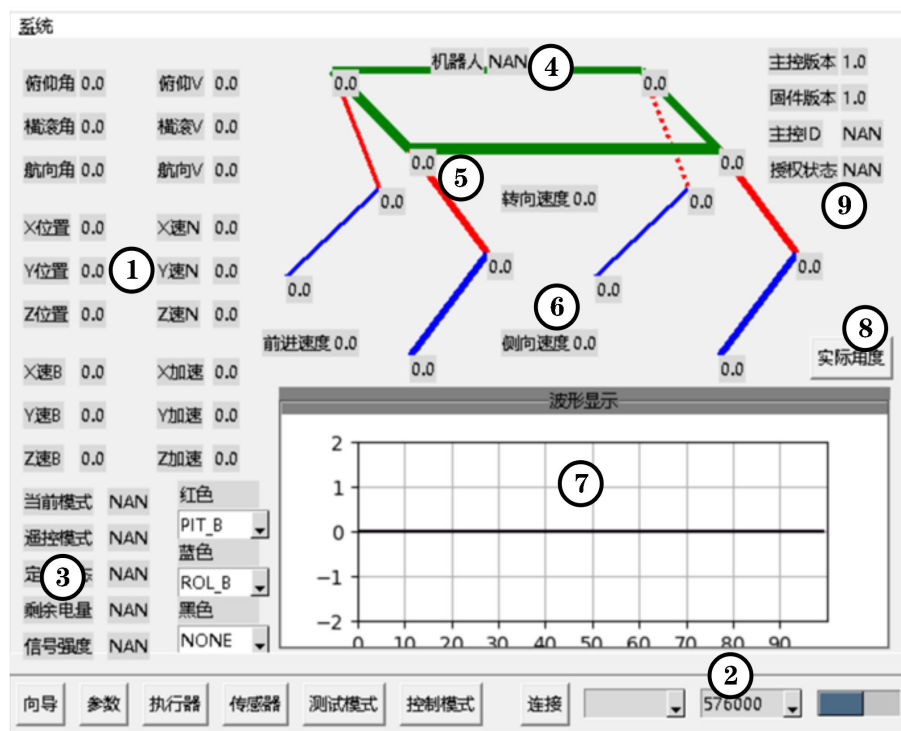 系统
机器人 NAN ④
俯仰角 0.0 俯仰V 0.0
横滚角 0.0 横滚V 0.0
航向角 0.0 航向V 0.0
X位置 0.0 X速N 0.0
Y位置 0.0 ① Y速N 0.0
Z位置 0.0 Z速N 0.0
X速B 0.0 X加速 0.0
Y速B 0.0 Y加速 0.0
Z速B 0.0 Z加速 0.0
当前模式 NAN
遥控模式 NAN
定 ③ NAN
剩余电量 NAN
信号强度 NAN
红色
PIT_B
蓝色
ROL_B
黑色
NONE
0.0 0.0
0.0 ⑤ 0.0
0.0 转向速度 0.0 0.0
0.0 0.0
0.0 ⑥ 0.0
前进速度 0.0 侧向速度 0.0
0.0 0.0
主控版本 1.0
固件版本 1.0
主控ID NAN
授权状态 NAN
⑨
⑧
实际角度
波形显示
2
1
0
−1
−2
⑦
0 10 20 30 40 50 60 70 80 90
②
向导 参数 执行器 传感器 测试模式 控制模式 连接 576000